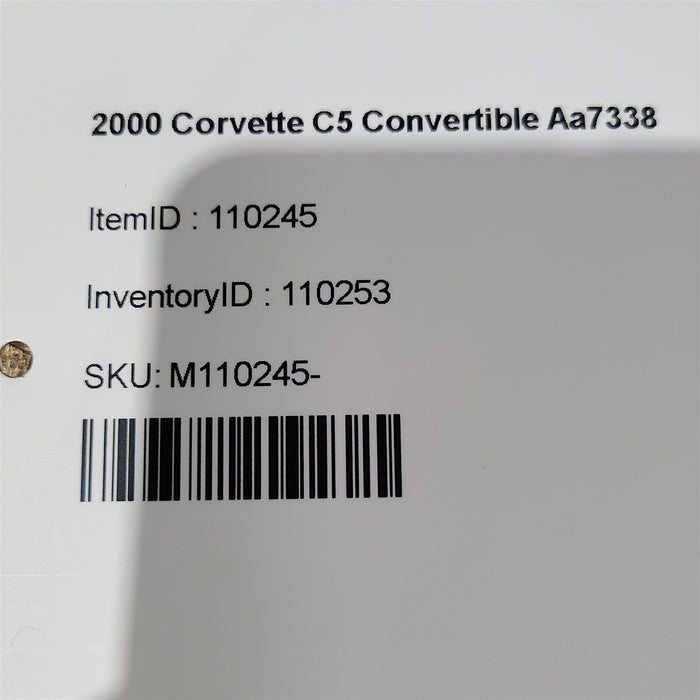 2000 Corvette C5 Convertible Aa7338
ItemID : 110245
InventoryID : 110253
SKU: M110245-